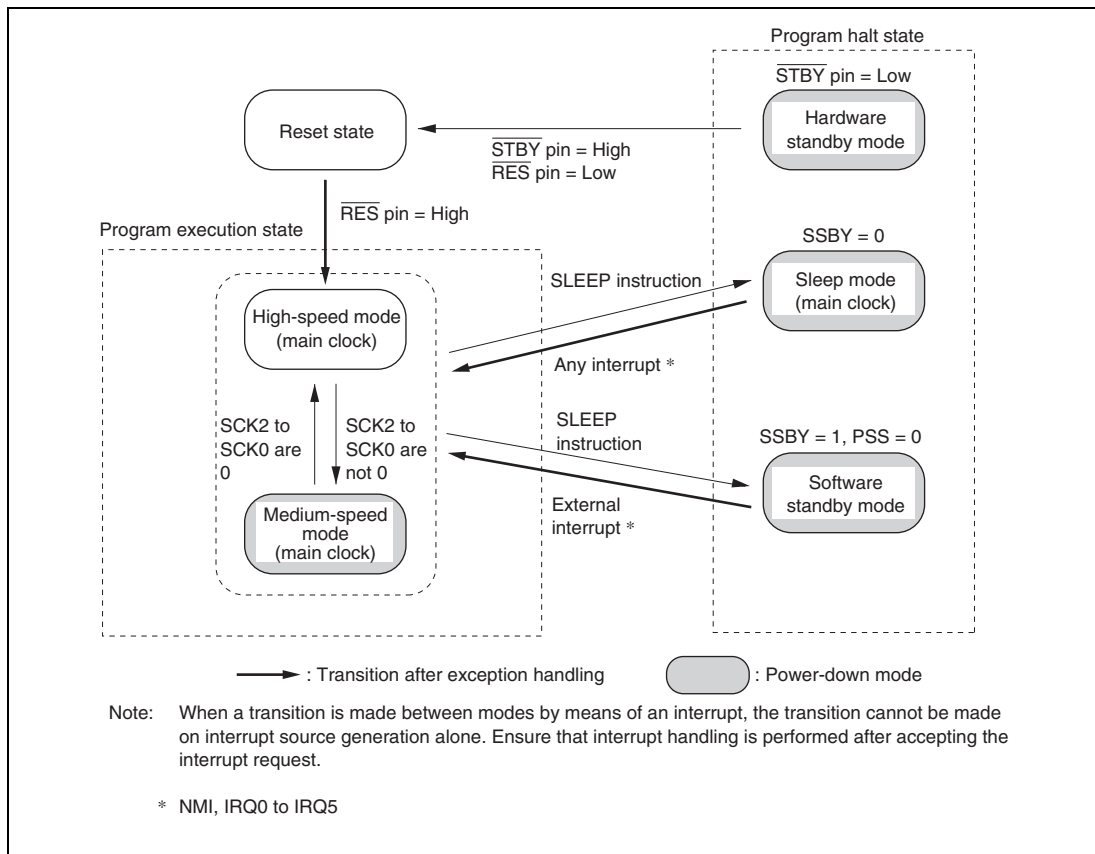 Program halt state
STBY pin = Low
Hardware
standby mode
Reset state
STBY pin = High
RES pin = Low
RES pin = High
Program execution state
SSBY = 0
Sleep mode
(main clock)
SLEEP instruction
High-speed mode
(main clock)
Any interrupt *
SCK2 to
SCK0 are
0
SCK2 to
SCK0 are
not 0
SLEEP
instruction
SSBY = 1, PSS = 0
Software
standby mode
External
interrupt *
Medium-speed
mode
(main clock)
: Transition after exception handling
: Power-down mode
Note: When a transition is made between modes by means of an interrupt, the transition cannot be made
on interrupt source generation alone. Ensure that interrupt handling is performed after accepting the
interrupt request.
* NMI, IRQ0 to IRQ5